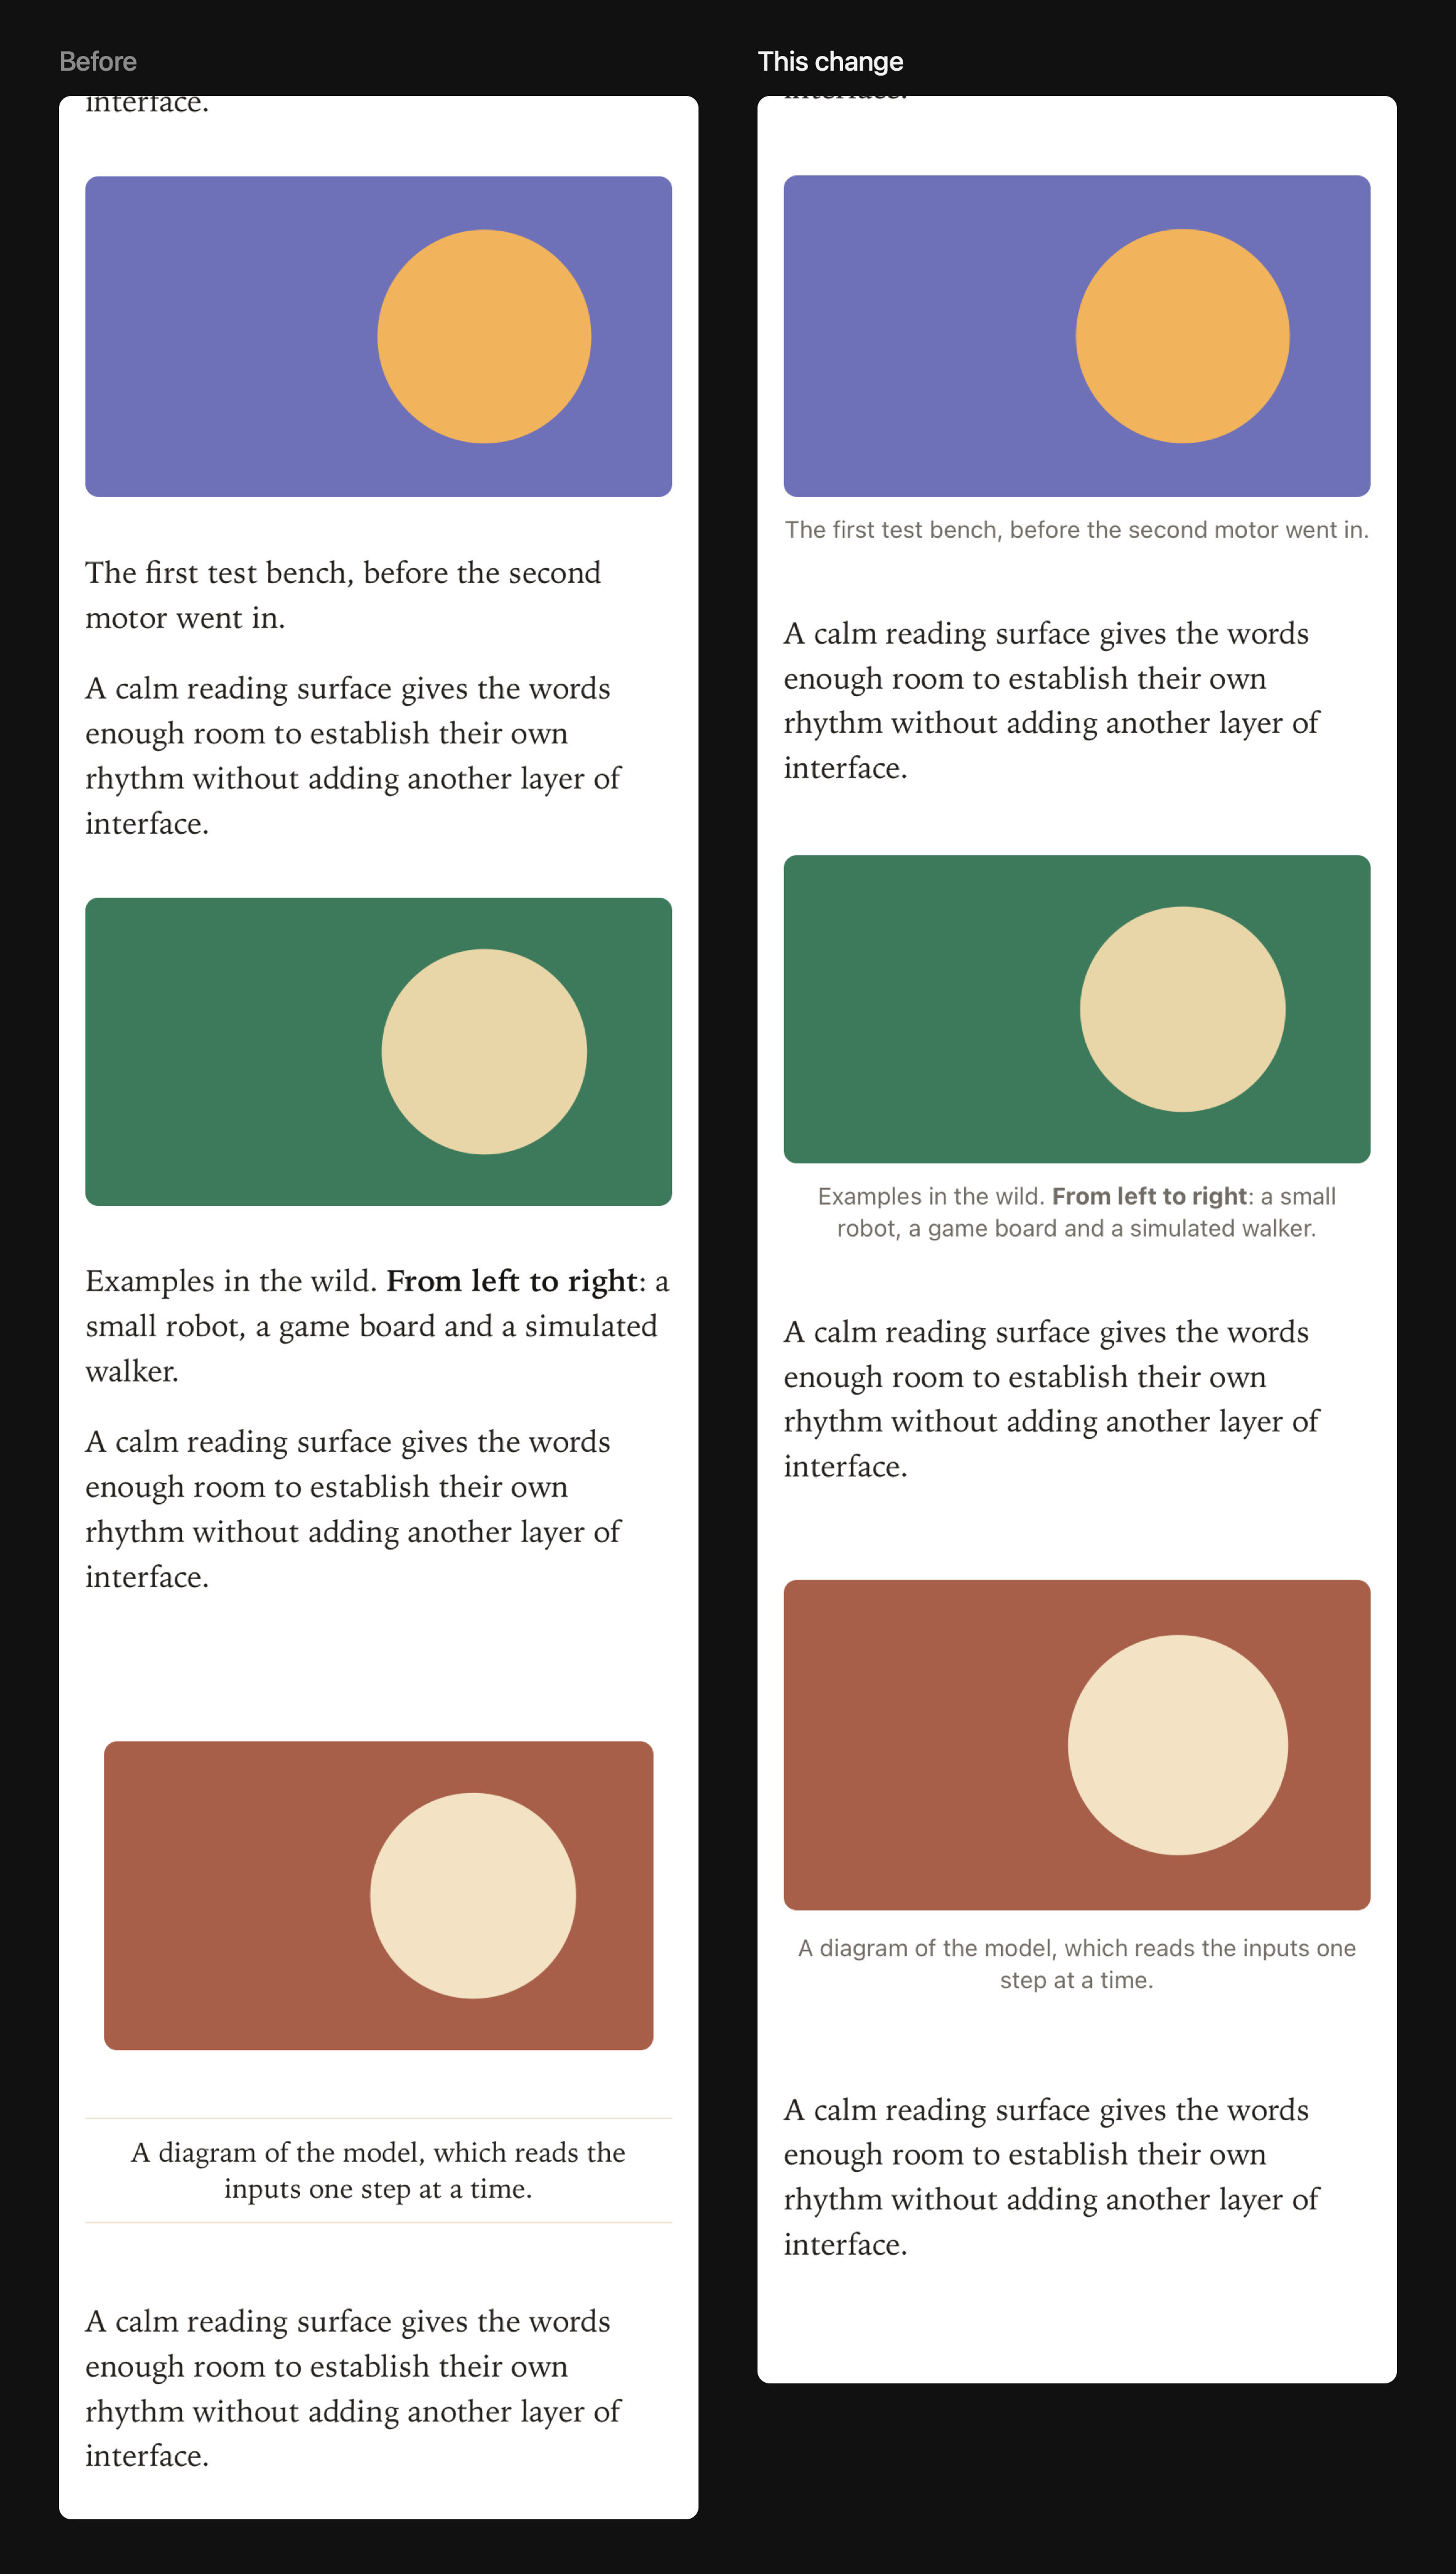 Before
interface.
The first test bench, before the second
motor went in.
A calm reading surface gives the words
enough room to establish their own
rhythm without adding another layer of
interface.
Examples in the wild. From left to right: a
small robot, a game board and a simulated
walker.
A calm reading surface gives the words
enough room to establish their own
rhythm without adding another layer of
interface.
A diagram of the model, which reads the
inputs one step at a time.
A calm reading surface gives the words
enough room to establish their own
rhythm without adding another layer of
interface.
This change
interface.
The first test bench, before the second motor went in.
A calm reading surface gives the words
enough room to establish their own
rhythm without adding another layer of
interface.
Examples in the wild. From left to right: a small
robot, a game board and a simulated walker.
A calm reading surface gives the words
enough room to establish their own
rhythm without adding another layer of
interface.
A diagram of the model, which reads the inputs one
step at a time.
A calm reading surface gives the words
enough room to establish their own
rhythm without adding another layer of
interface.